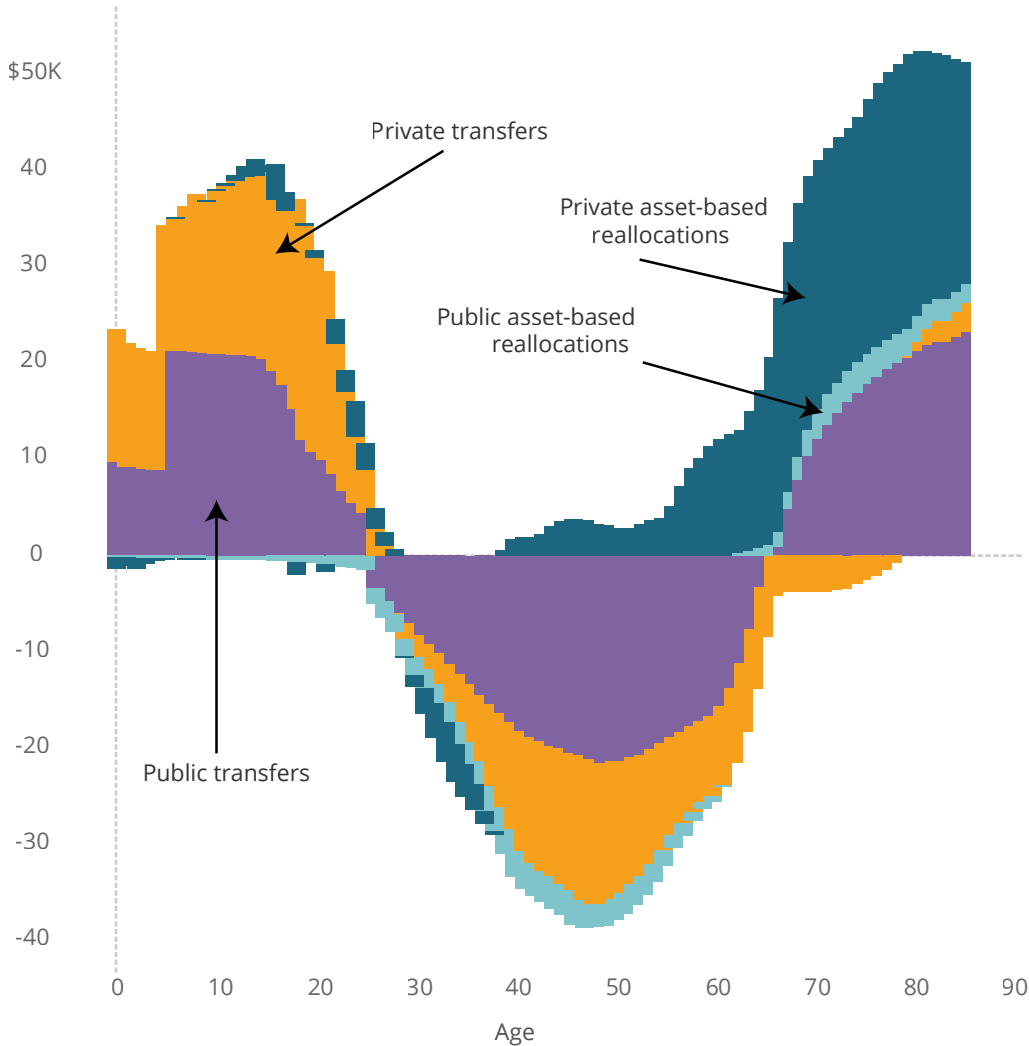 $50K
Private transfers
40
Private asset-based
reallocations
30
Public asset-based
reallocations
20
10
0
-10
-20
Public transfers
-30
-40
0 10 20 30 40 50 60 70 80 90
Age